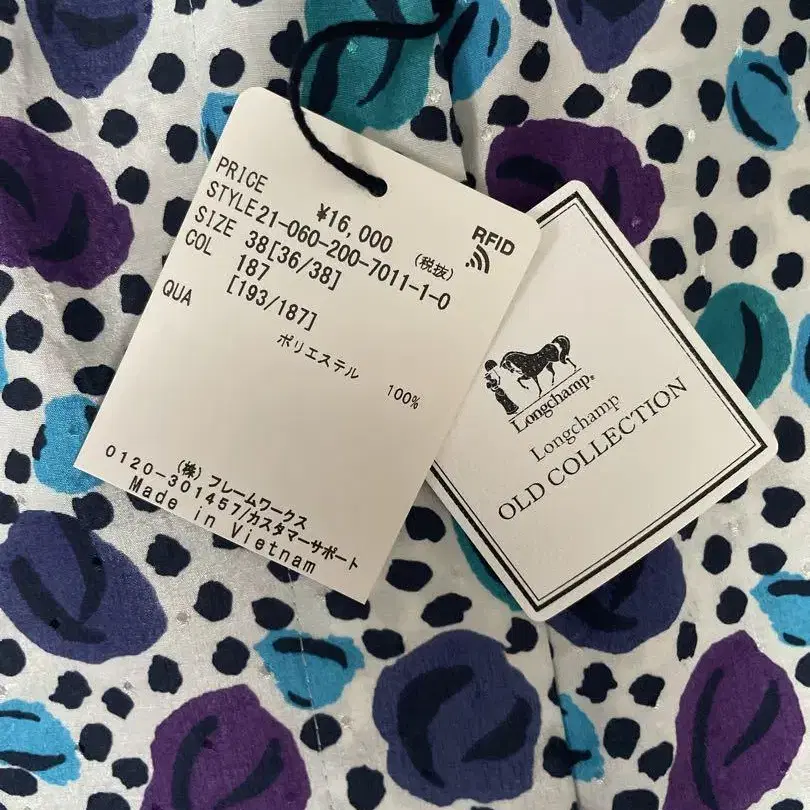 PRICE ¥16,000 (税抜)
STYLE 21-060-200-7011-1-0
SIZE 38[36/38]
COL 187
[193/187]
QUA
ポリエステル 100%
(株)フレームワークス
0120-301457/カスタマーサポート
Made in Vietnam
RFID
Longchamp®
Longchamp
OLD COLLECTION